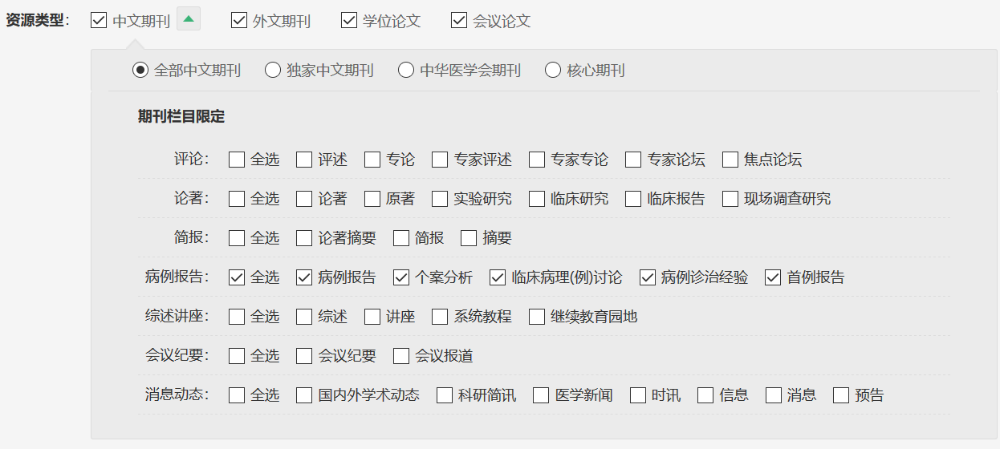 资源类型： 中文期刊 外文期刊 学位论文 会议论文
全部中文期刊 独家中文期刊 中华医学会期刊 核心期刊
期刊栏目限定
评论： 全选 评述 专论 专家评述 专家专论 专家论坛 焦点论坛
论著： 全选 论著 原著 实验研究 临床研究 临床报告 现场调查研究
简报： 全选 论著摘要 简报 摘要
病例报告： 全选 病例报告 个案分析 临床病理(例)讨论 病例诊治经验 首例报告
综述讲座： 全选 综述 讲座 系统教程 继续教育园地
会议纪要： 全选 会议纪要 会议报道
消息动态： 全选 国内外学术动态 科研简讯 医学新闻 时讯 信息 消息 预告